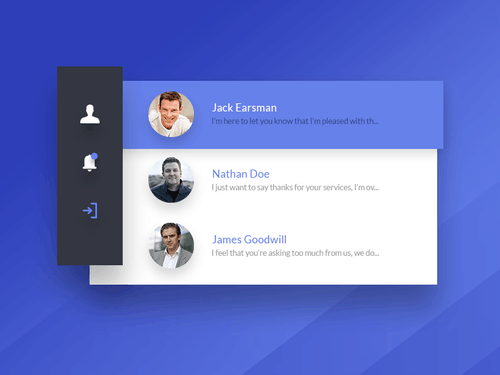 Jack Earsman
I'm here to let you know that I'm pleased with th...
Nathan Doe
I just want to say thanks for your services, I'm ov...
James Goodwill
I feel that you're asking too much from us, we do...